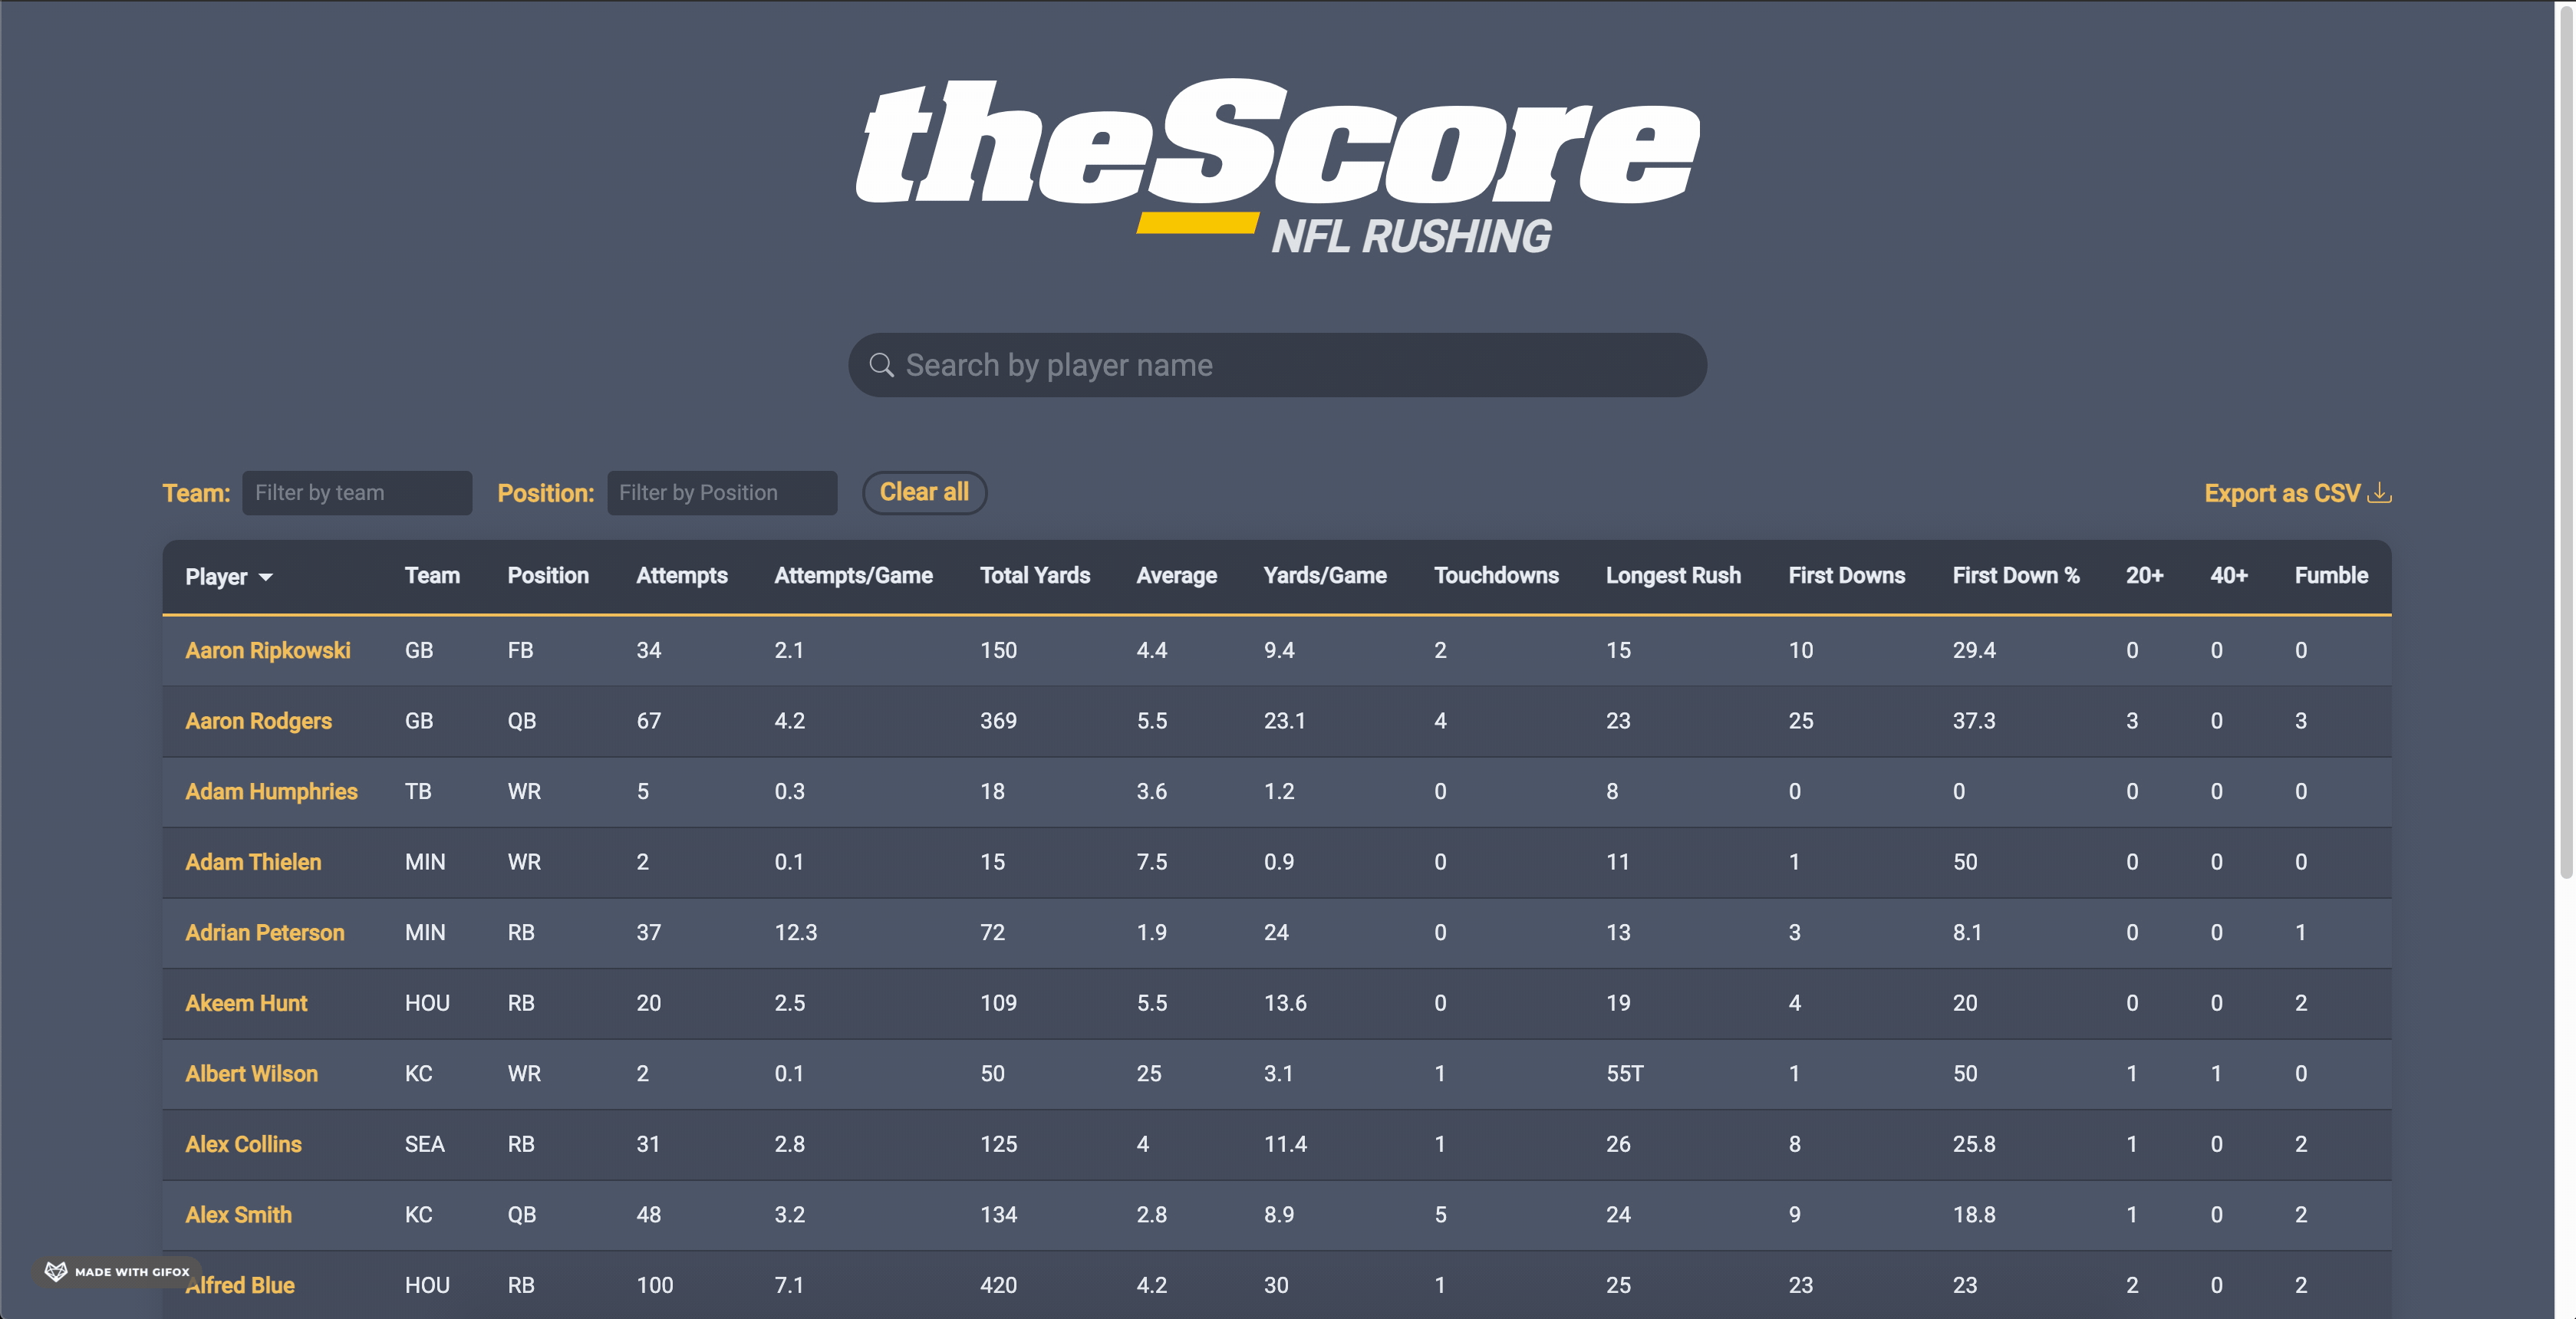 theScore
NFL RUSHING
Search by player name
Team: Filter by team Position: Filter by Position Clear all Export as CSV
Player Team Position Attempts Attempts/Game Total Yards Average Yards/Game Touchdowns Longest Rush First Downs First Down % 20+ 40+ Fumble
Aaron Ripkowski GB FB 34 2.1 150 4.4 9.4 2 15 10 29.4 0 0 0
Aaron Rodgers GB QB 67 4.2 369 5.5 23.1 4 23 25 37.3 3 0 3
Adam Humphries TB WR 5 0.3 18 3.6 1.2 0 8 0 0 0 0 0
Adam Thielen MIN WR 2 0.1 15 7.5 0.9 0 11 1 50 0 0 0
Adrian Peterson MIN RB 37 12.3 72 1.9 24 0 13 3 8.1 0 0 1
Akeem Hunt HOU RB 20 2.5 109 5.5 13.6 0 19 4 20 0 0 2
Albert Wilson KC WR 2 0.1 50 25 3.1 1 55T 1 50 1 1 0
Alex Collins SEA RB 31 2.8 125 4 11.4 1 26 8 25.8 1 0 2
Alex Smith KC QB 48 3.2 134 2.8 8.9 5 24 9 18.8 1 0 2
MADE WITH GIFOX
Alfred Blue HOU RB 100 7.1 420 4.2 30 1 25 23 23 2 0 2